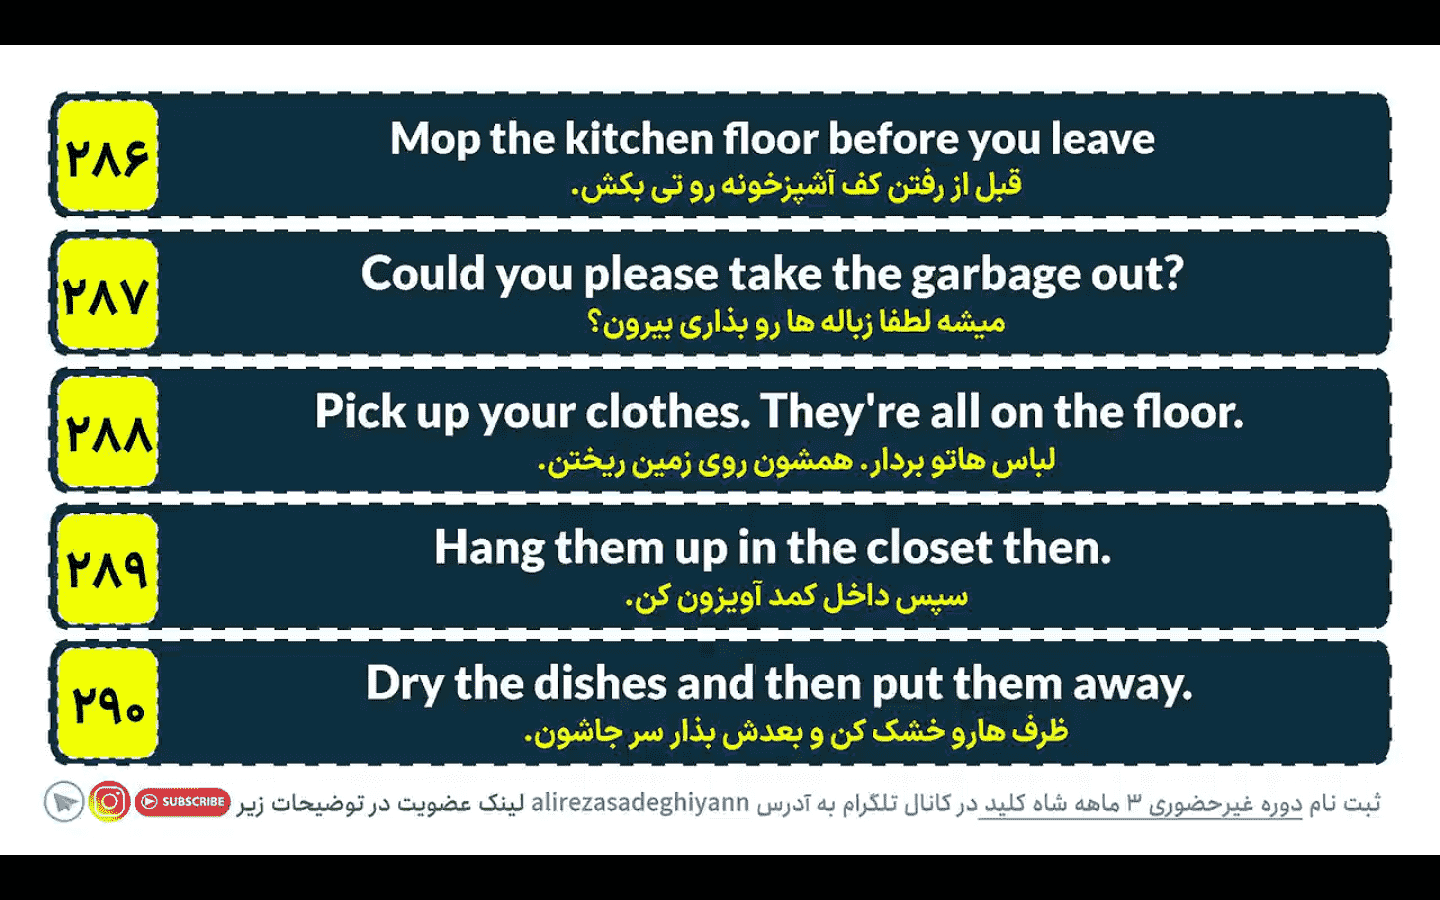 ۲۸۶
Mop the kitchen floor before you leave
قبل از رفتن کف آشپزخونه رو تی بکش.
۲۸۷
Could you please take the garbage out?
میشه لطفا زباله ها رو بذاری بیرون؟
۲۸۸
Pick up your clothes. They're all on the floor.
لباس هاتو بردار. همشون روی زمین ریختن.
۲۸۹
Hang them up in the closet then.
سپس داخل کمد آویزون کن.
۲۹۰
Dry the dishes and then put them away.
ظرف هارو خشک کن و بعدش بذار سر جاشون.
ثبت نام دوره غیرحضوری ۳ ماهه شاه کلید در کانال تلگرام به آدرس alirezasadeghiyann لینک عضویت در توضیحات زیر
SUBSCRIBE